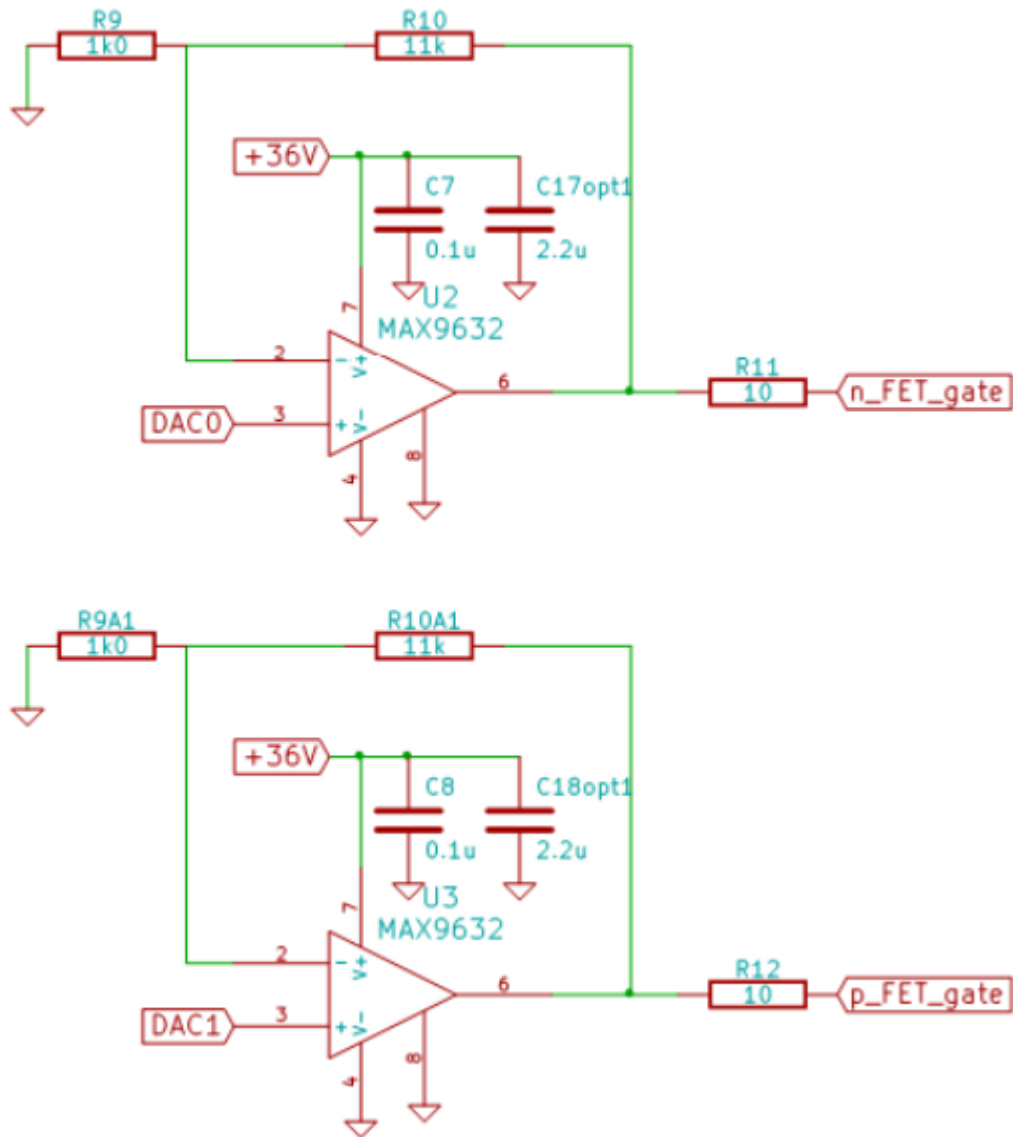 R9
1k0
R10
11k
+36V
C7
0.1u
C17opt1
2.2u
U2
MAX9632
7
2
- V+
DAC0
3
+ V-
4
8
6
R11
10
n_FET_gate
R9A1
1k0
R10A1
11k
+36V
C8
0.1u
C18opt1
2.2u
U3
MAX9632
7
2
- V+
DAC1
3
+ V-
4
8
6
R12
10
p_FET_gate